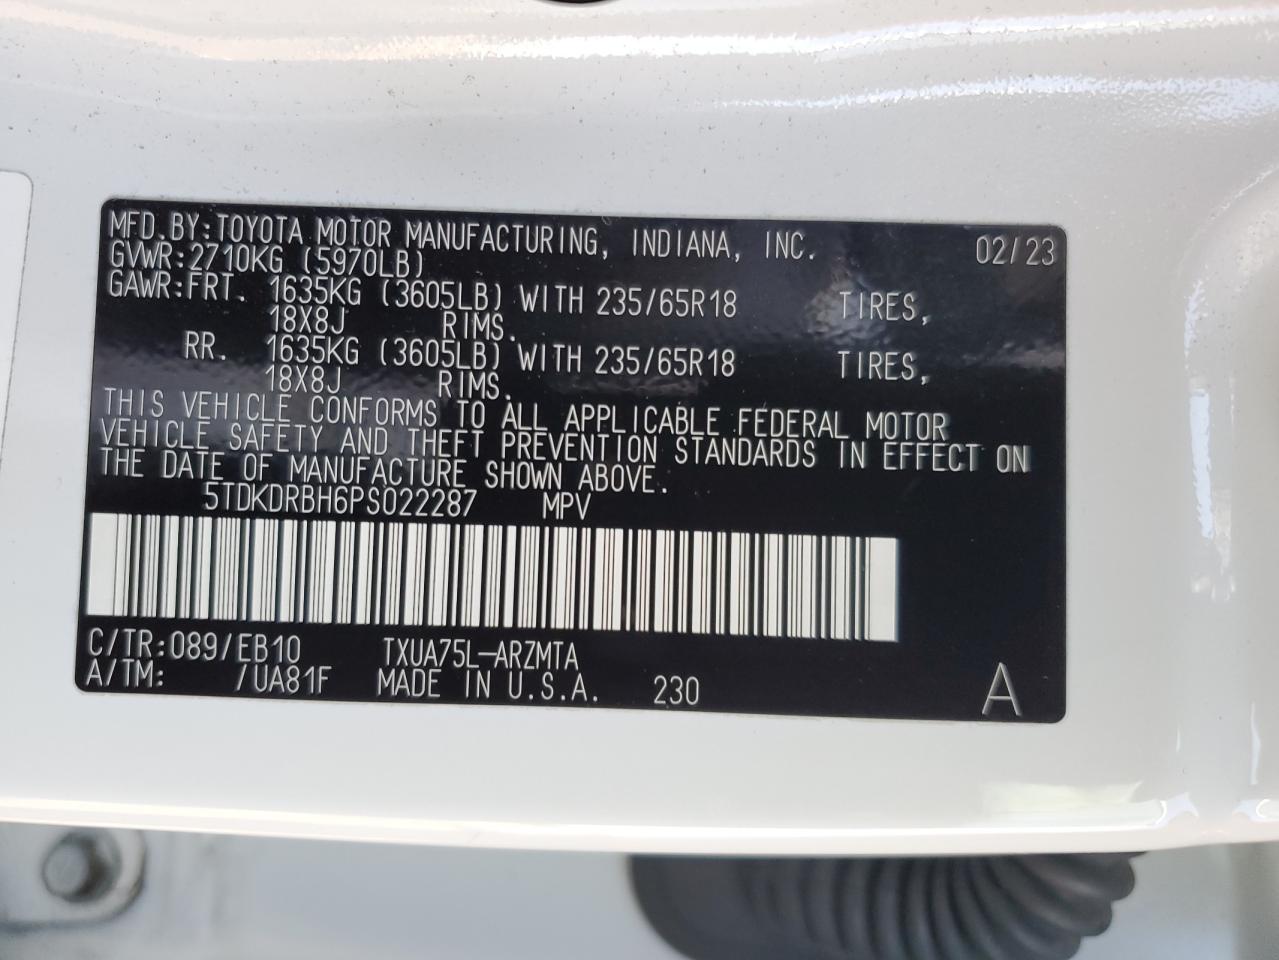 MFD.BY:TOYOTA MOTOR MANUFACTURING, INDIANA, INC. 02/23
GVWR:2710KG (5970LB)
GAWR:FRT. 1635KG (3605LB) WITH 235/65R18 TIRES,
18X8J RIMS.
RR. 1635KG (3605LB) WITH 235/65R18 TIRES,
18X8J RIMS.
THIS VEHICLE CONFORMS TO ALL APPLICABLE FEDERAL MOTOR
VEHICLE SAFETY AND THEFT PREVENTION STANDARDS IN EFFECT ON
THE DATE OF MANUFACTURE SHOWN ABOVE.
5TDKDRBH6PS022287 MPV
C/TR:089/EB10 TXUA75L-ARZMTA
A/TM: /UA81F MADE IN U.S.A. 230 A